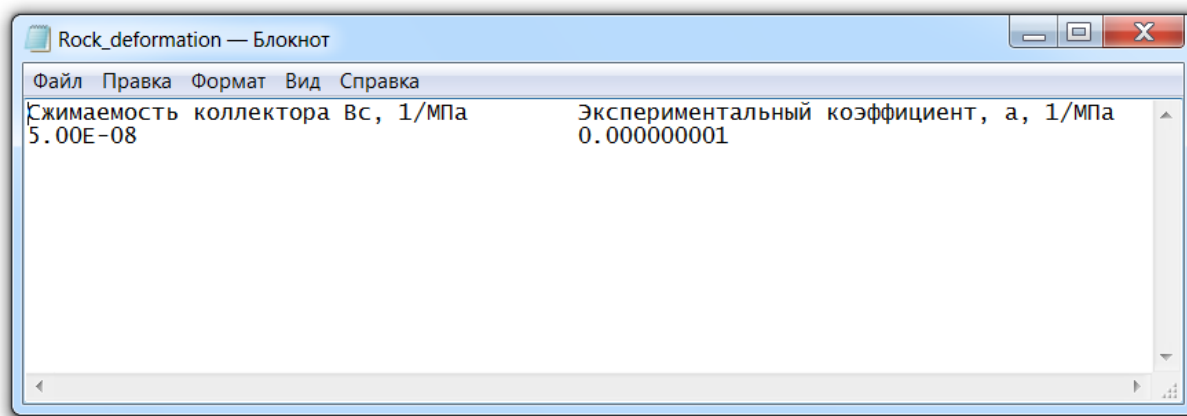 Rock_deformation — Блокнот
Файл Правка Формат Вид Справка
Сжимаемость коллектора Вс, 1/МПа Экспериментальный коэффициент, а, 1/МПа
5.00E-08 0.000000001